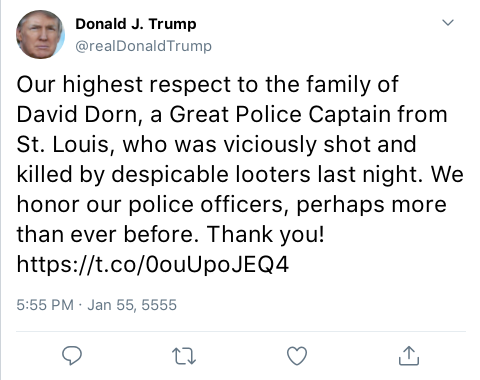 Donald J. Trump
@realDonaldTrump
Our highest respect to the family of
David Dorn, a Great Police Captain from
St. Louis, who was viciously shot and
killed by despicable looters last night. We
honor our police officers, perhaps more
than ever before. Thank you!
https://t.co/0ouUpoJEQ4
5:55 PM · Jan 55, 5555